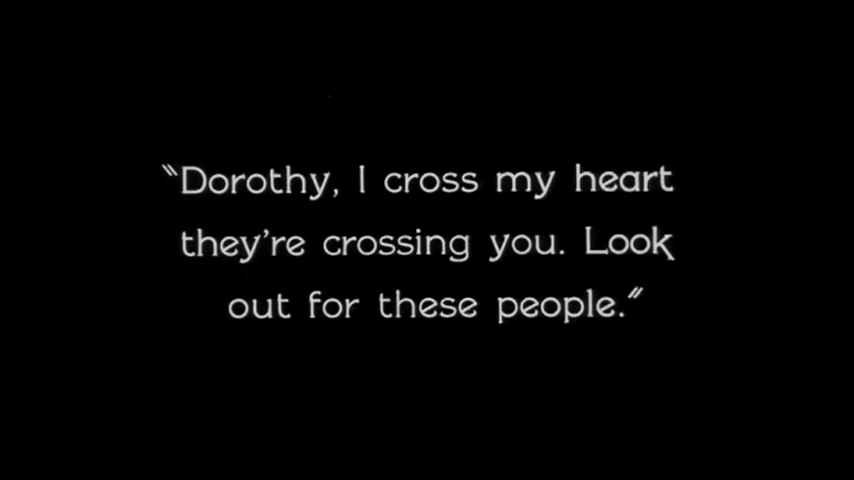 "Dorothy, I cross my heart
they're crossing you. Look
out for these people."